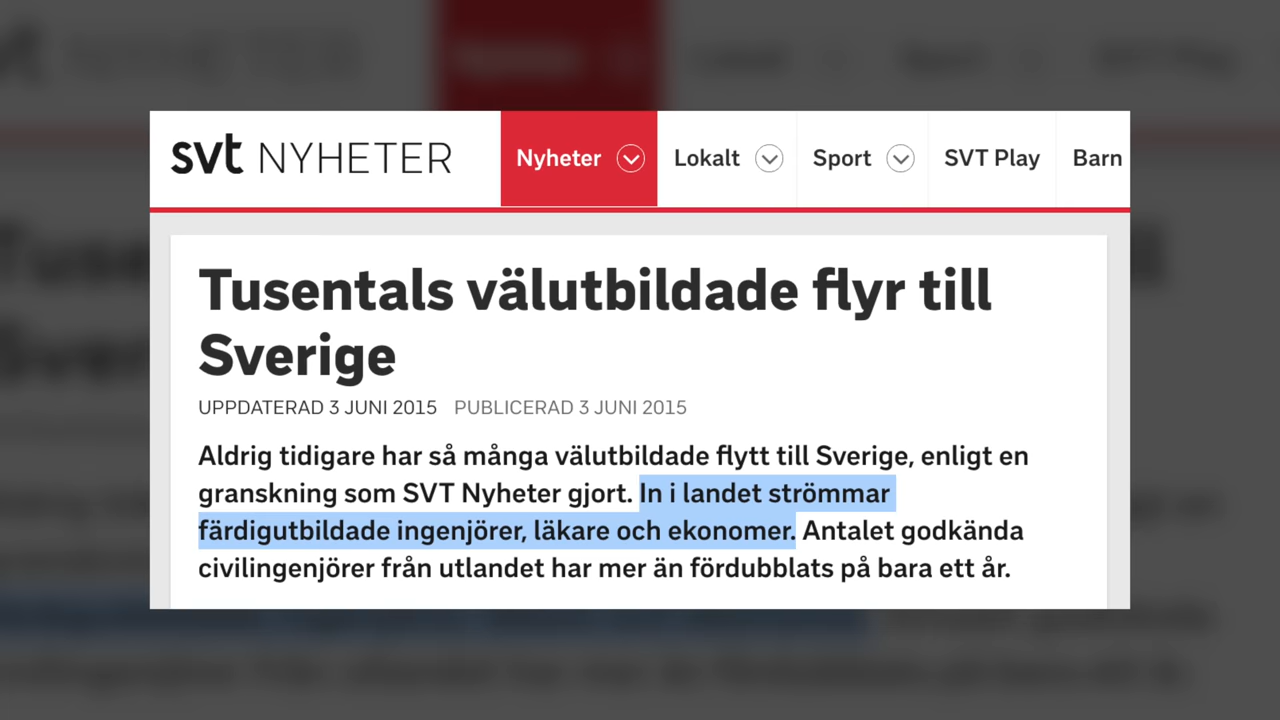 svt NYHETER
Nyheter
Lokalt
Sport
SVT Play
Barn
Tusentals välutbildade flyr till
Sverige
UPPDATERAD 3 JUNI 2015 PUBLICERAD 3 JUNI 2015
Aldrig tidigare har så många välutbildade flytt till Sverige, enligt en
granskning som SVT Nyheter gjort. In i landet strömmar
färdigutbildade ingenjörer, läkare och ekonomer. Antalet godkända
civilingenjörer från utlandet har mer än fördubblats på bara ett år.